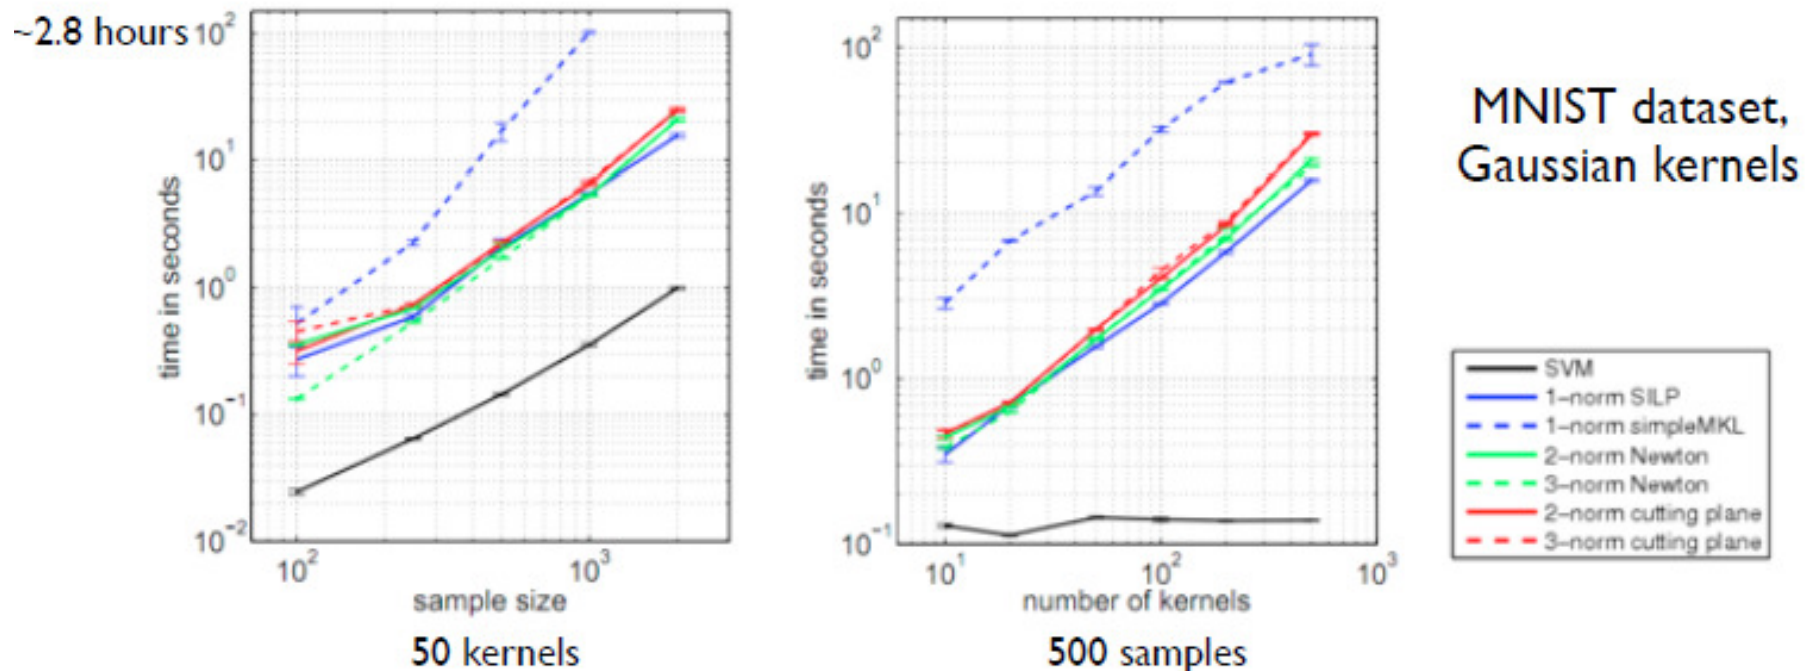 ~2.8 hours
10²
10¹
10⁰
10⁻¹
10⁻²
time in seconds
10²
10³
sample size
50 kernels
10²
10¹
10⁰
10⁻¹
time in seconds
10¹
10²
10³
number of kernels
500 samples
MNIST dataset,
Gaussian kernels
SVM
1-norm SILP
1-norm simpleMKL
2-norm Newton
3-norm Newton
2-norm cutting plane
3-norm cutting plane